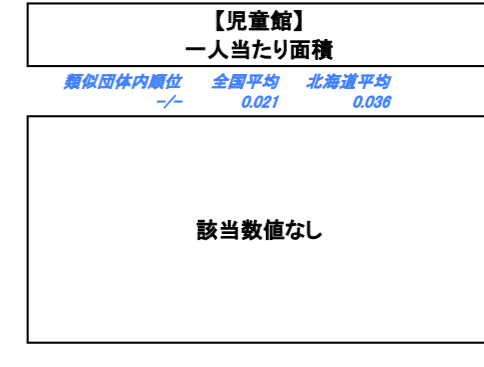 【児童館】
一人当たり面積
類似団体内順位 全国平均 北海道平均
-/- 0.021 0.036
該当数値なし